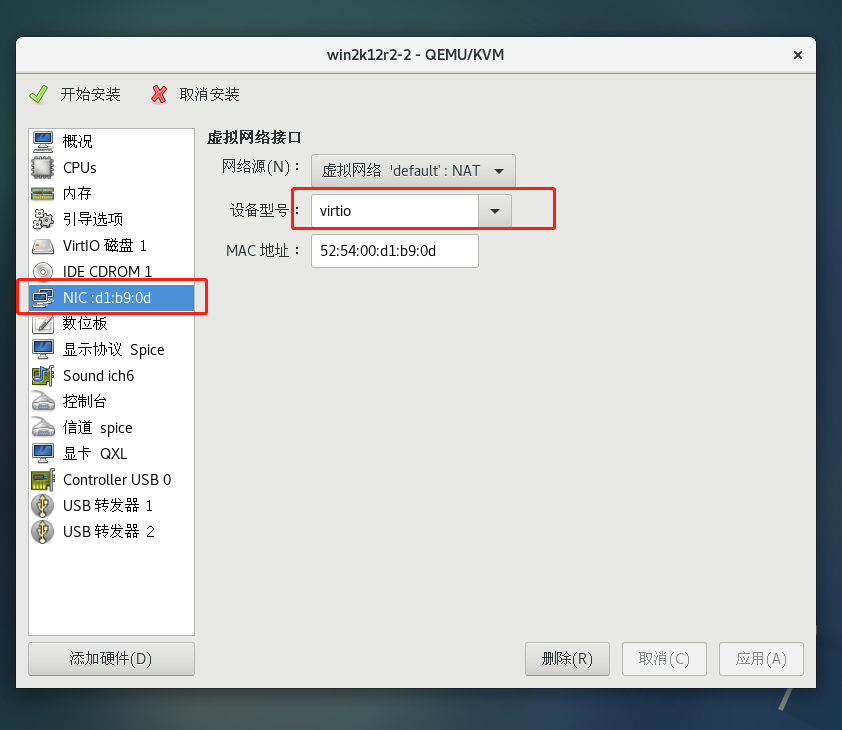 win2k12r2-2 - QEMU/KVM
开始安装 取消安装
概况
CPUs
内存
引导选项
VirtIO 磁盘 1
IDE CDROM 1
NIC :d1:b9:0d
数位板
显示协议 Spice
Sound ich6
控制台
信道 spice
显卡 QXL
Controller USB 0
USB 转发器 1
USB 转发器 2
添加硬件(D)
虚拟网络接口
网络源(N)： 虚拟网络 'default' : NAT
设备型号： virtio
MAC 地址： 52:54:00:d1:b9:0d
删除(R) 取消(C) 应用(A)